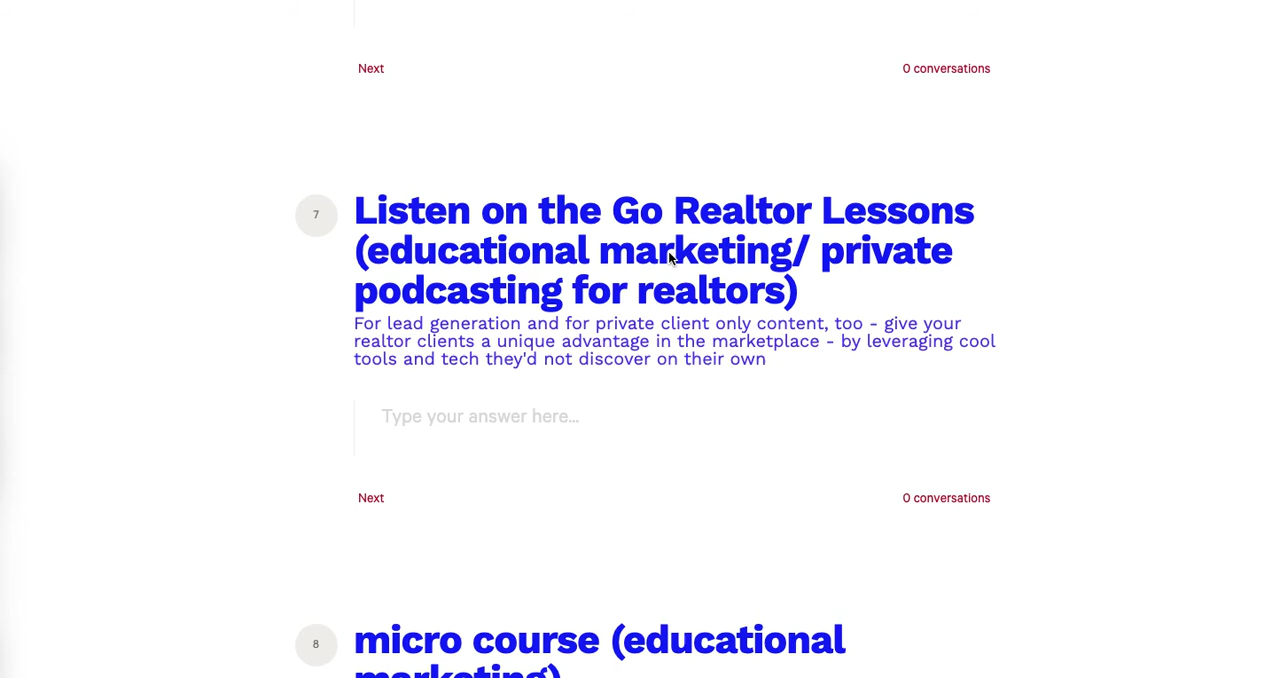 Next
0 conversations
7
Listen on the Go Realtor Lessons
(educational marketing/ private
podcasting for realtors)
For lead generation and for private client only content, too - give your
realtor clients a unique advantage in the marketplace - by leveraging cool
tools and tech they'd not discover on their own
Type your answer here...
Next
0 conversations
8
micro course (educational
marketing)